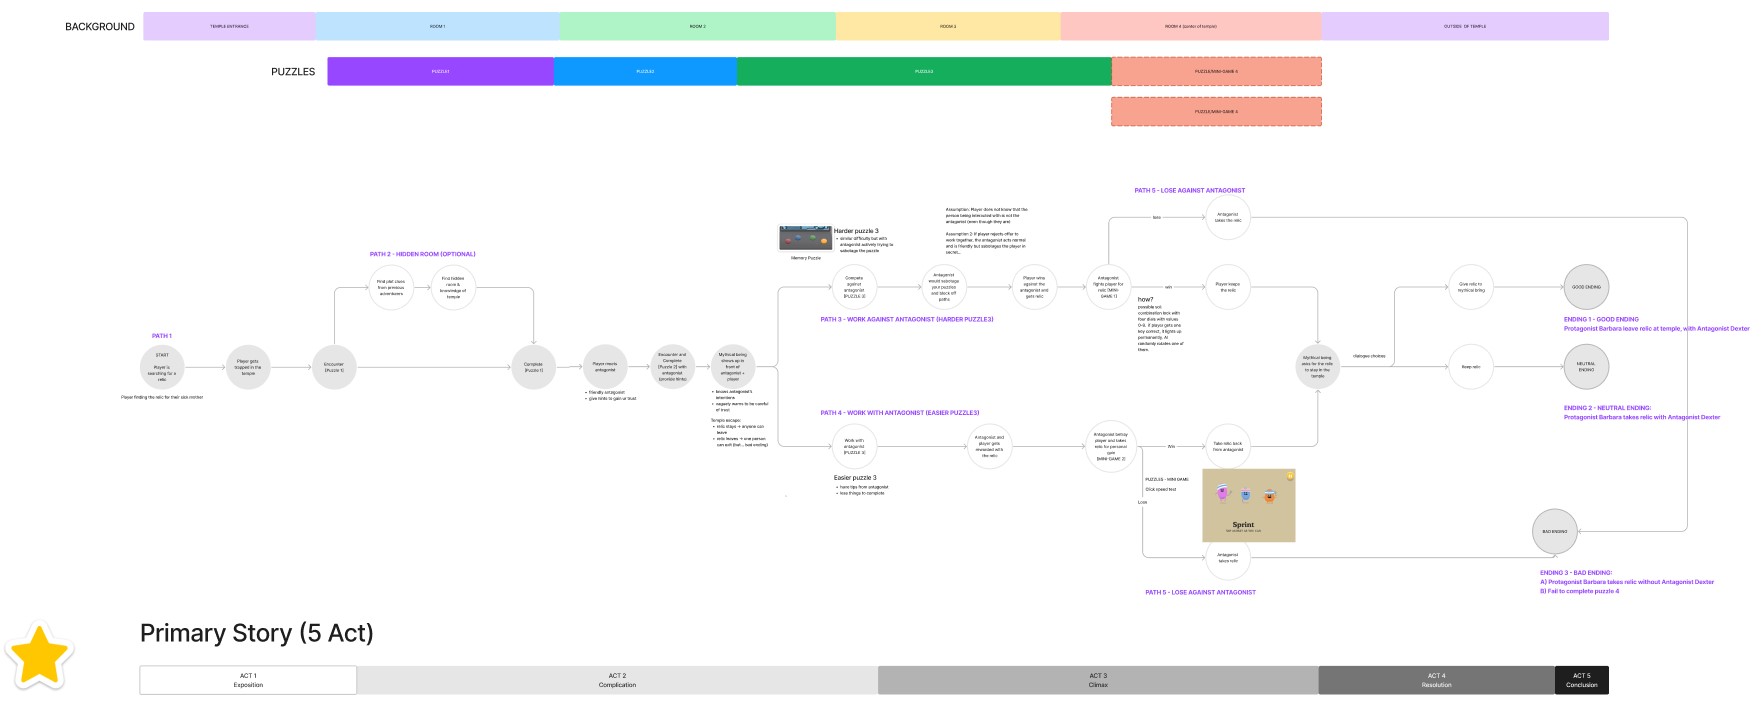 BACKGROUND
TEMPLE ENTRANCE
ROOM 1
ROOM 2
ROOM 3
ROOM 4 (center of temple)
OUTSIDE OF TEMPLE
PUZZLES
PUZZLE1
PUZZLE2
PUZZLE3
PUZZLE/MINI-GAME 4
PUZZLE/MINI-GAME 4
PATH 5 - LOSE AGAINST ANTAGONIST
Assumption: Player does not know that the
person being interacted with is not the
antagonist (even though they are)
Assumption 2: If player rejects offer to
work together, the antagonist acts normal
and is friendly but sabotages the player in
secret...
lose
Antagonist
takes the relic
Harder puzzle 3
• similar difficulty but with
antagonist actively trying to
sabotage the puzzle
Memory Puzzle
PATH 2 - HIDDEN ROOM (OPTIONAL)
Find plot clues
from previous
adventurers
Find hidden
room &
knowledge of
temple
Compete
against
antagonist
[PUZZLE 3]
Antagonist
would sabotage
your puzzles
and block off
paths
Player wins
against the
antagonist and
gets relic
Antagonist
fights player for
relic [MINI-
GAME 1]
win
Player keeps
the relic
Give relic to
mythical being
GOOD ENDING
how?
possible sol:
combination lock with
four dials with values
0-9. If player gets one
key correct, it lights up
permanently. AI
randomly rotates one of
them.
PATH 3 - WORK AGAINST ANTAGONIST (HARDER PUZZLE3)
ENDING 1 - GOOD ENDING
Protagonist Barbara leave relic at temple, with Antagonist Dexter
PATH 1
START
Player is
searching for a
relic
Player gets
trapped in the
temple
Encounter
[Puzzle 1]
Complete
[Puzzle 1]
Player meets
antagonist
Encounter and
Complete
[Puzzle 2] with
antagonist
(provide hints)
Mythical being
shows up in
front of
antagonist +
player
Mythical being
asks for the relic
to stay in the
temple
dialogue choices
Keep relic
NEUTRAL
ENDING
• friendly antagonist
• give hints to gain ur trust
• knows antagonist's
intentions
• vaguely warns to be careful
of trust
Temple escape:
• relic stays → anyone can
leave
• relic leaves → one person
can exit (but... bad ending)
PATH 4 - WORK WITH ANTAGONIST (EASIER PUZZLE3)
ENDING 2 - NEUTRAL ENDING:
Protagonist Barbara takes relic with Antagonist Dexter
Work with
antagonist
[PUZZLE 3]
Antagonist and
player gets
rewarded with
the relic
Antagonist betray
player and takes
relic for personal
gain
[MINI-GAME 2]
Win
Take relic back
from antagonist
Easier puzzle 3
• have tips from antagonist
• less things to complete
PUZZLE5 - MINI GAME
Click speed test
Lose
Sprint
BAD ENDING
Antagonist
takes relic
ENDING 3 - BAD ENDING:
A) Protagonist Barbara takes relic without Antagonist Dexter
B) Fail to complete puzzle 4
PATH 5 - LOSE AGAINST ANTAGONIST
Primary Story (5 Act)
ACT 1
Exposition
ACT 2
Complication
ACT 3
Climax
ACT 4
Resolution
ACT 5
Conclusion